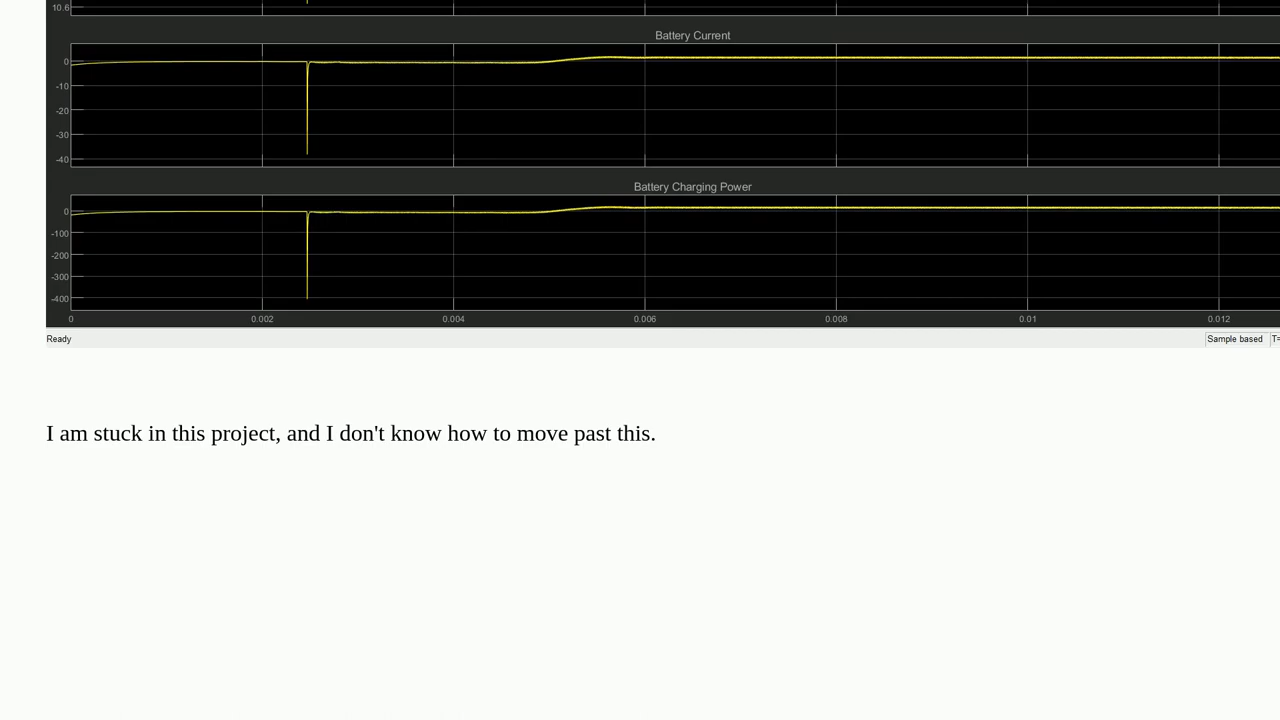 10.6
Battery Current
0
-10
-20
-30
-40
Battery Charging Power
0
-100
-200
-300
-400
0 0.002 0.004 0.006 0.008 0.01 0.012
Ready Sample based T=
I am stuck in this project, and I don't know how to move past this.